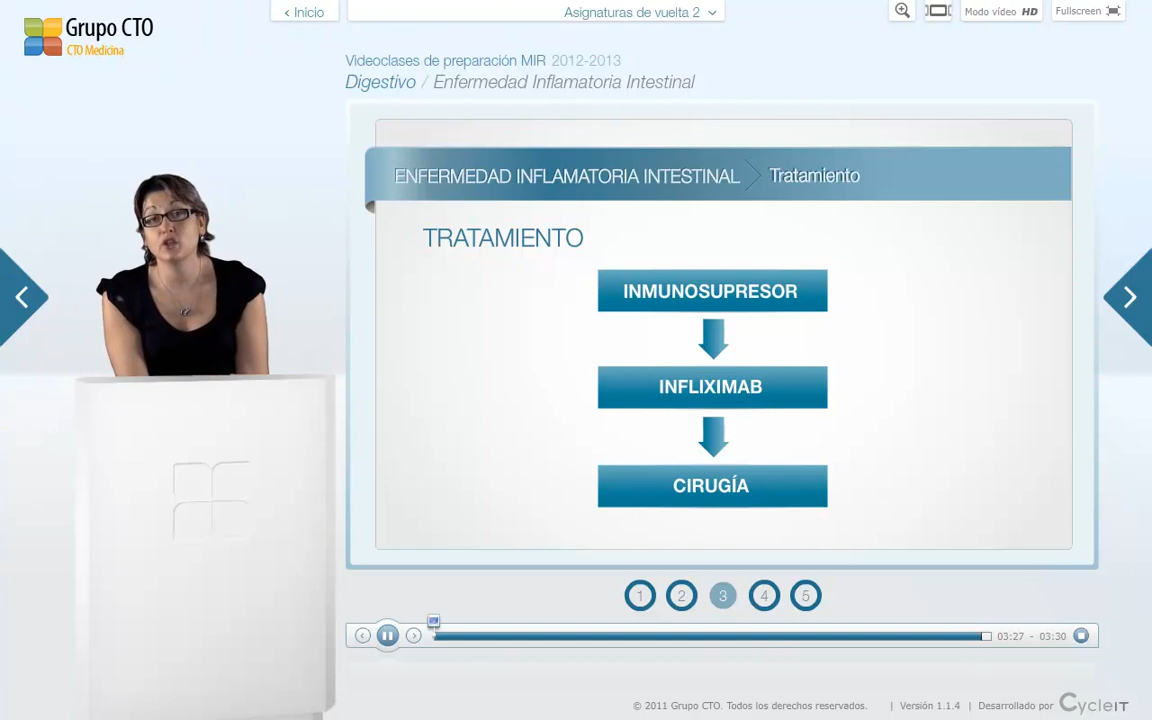 Grupo CTO
CTO Medicina
‹ Inicio
Asignaturas de vuelta 2
Modo vídeo HD
Fullscreen
Videoclases de preparación MIR 2012-2013
Digestivo / Enfermedad Inflamatoria Intestinal
ENFERMEDAD INFLAMATORIA INTESTINAL
Tratamiento
TRATAMIENTO
INMUNOSUPRESOR
INFLIXIMAB
CIRUGÍA
1 2 3 4 5
03:27 - 03:30
© 2011 Grupo CTO. Todos los derechos reservados. | Versión 1.1.4 | Desarrollado por CycleIT